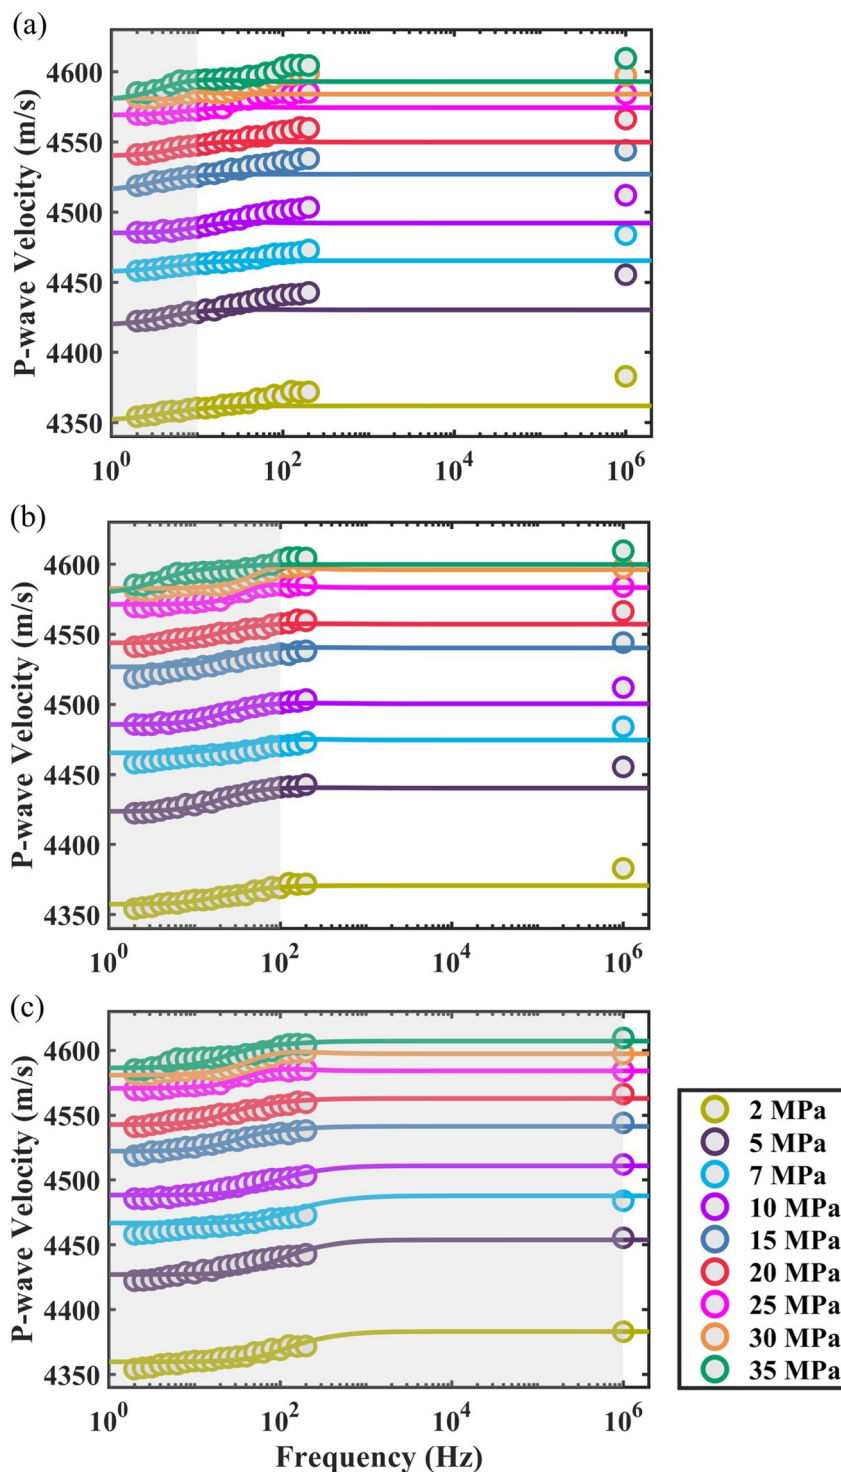 (a)
P-wave Velocity (m/s)
4600
4550
4500
4450
4400
4350
10^0
10^2
10^4
10^6
(b)
P-wave Velocity (m/s)
4600
4550
4500
4450
4400
4350
10^0
10^2
10^4
10^6
(c)
P-wave Velocity (m/s)
4600
4550
4500
4450
4400
4350
10^0
10^2
10^4
10^6
Frequency (Hz)
2 MPa
5 MPa
7 MPa
10 MPa
15 MPa
20 MPa
25 MPa
30 MPa
35 MPa